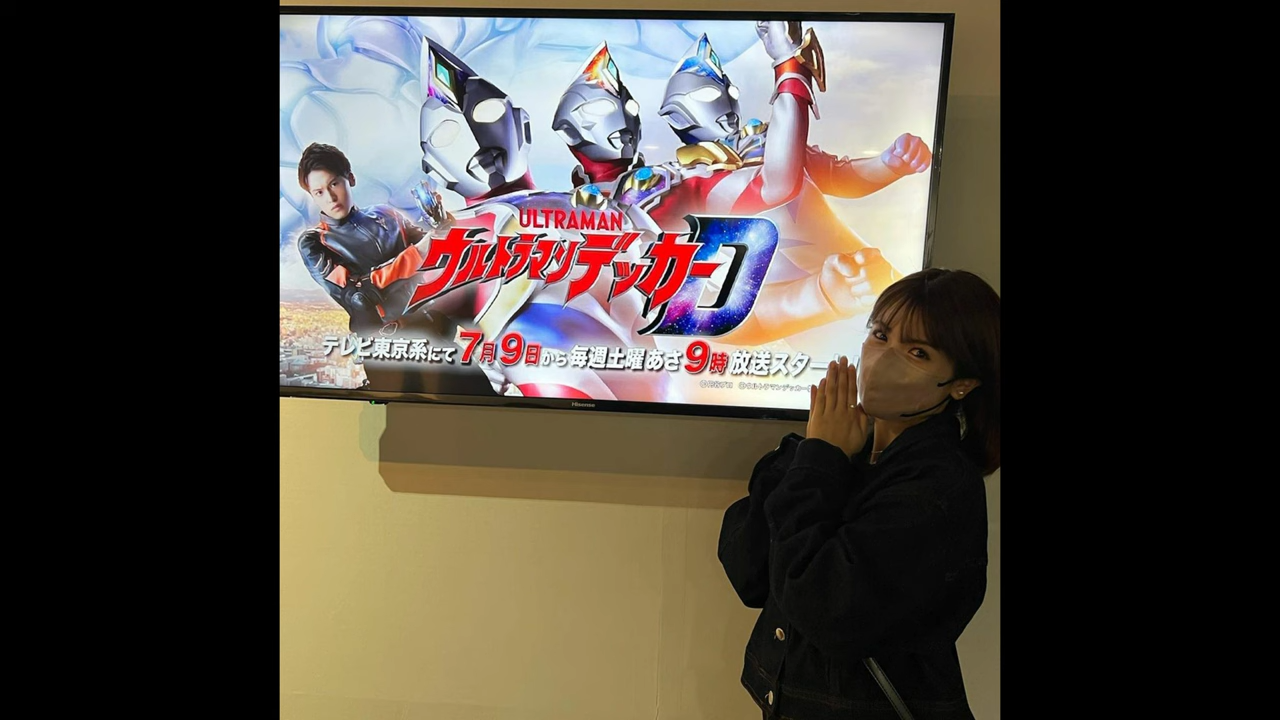 ULTRAMAN
ウルトラマンデッカーD
テレビ東京系にて7月9日から毎週土曜あさ9時放送スター
Hisense